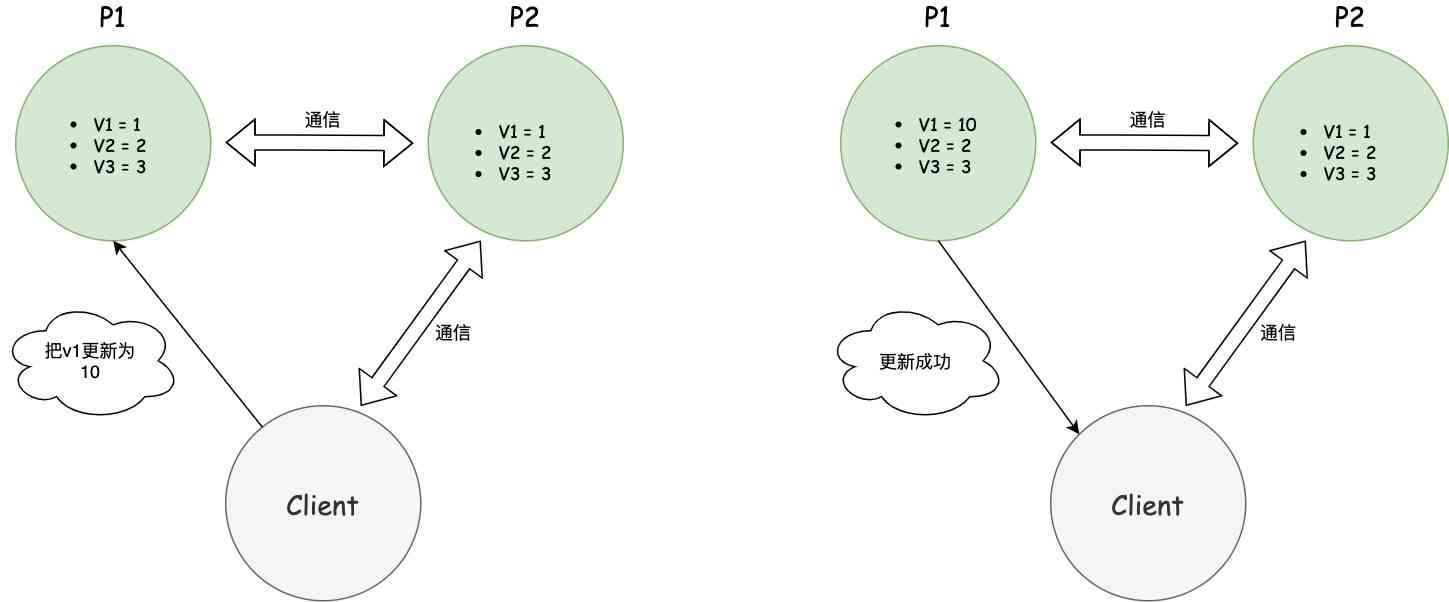 P1
P2
• V1 = 1
• V2 = 2
• V3 = 3
通信
• V1 = 1
• V2 = 2
• V3 = 3
把v1更新为
10
通信
Client
P1
P2
• V1 = 10
• V2 = 2
• V3 = 3
通信
• V1 = 1
• V2 = 2
• V3 = 3
更新成功
通信
Client